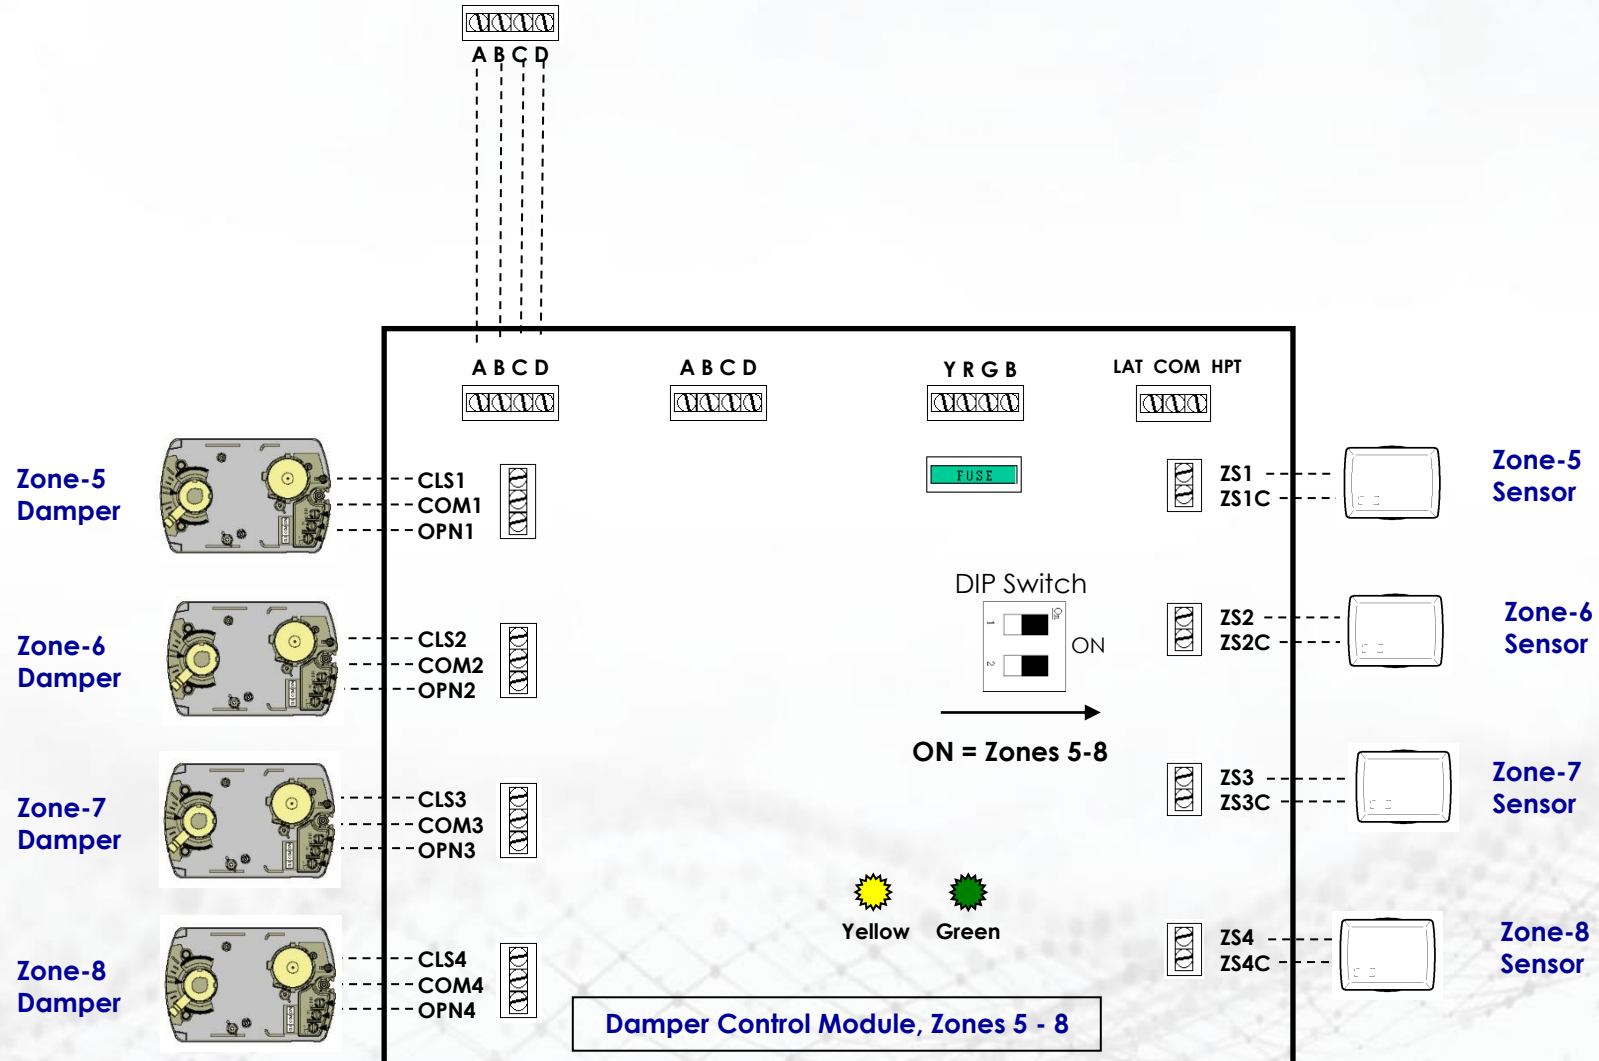 A B C D
A B C D
A B C D
Y R G B
LAT COM HPT
Zone-5
Damper
CLS1
COM1
OPN1
FUSE
ZS1
ZS1C
Zone-5
Sensor
Zone-6
Damper
CLS2
COM2
OPN2
DIP Switch
On
1
2
ON
ON = Zones 5-8
ZS2
ZS2C
Zone-6
Sensor
Zone-7
Damper
CLS3
COM3
OPN3
ZS3
ZS3C
Zone-7
Sensor
Yellow
Green
Zone-8
Damper
CLS4
COM4
OPN4
ZS4
ZS4C
Zone-8
Sensor
Damper Control Module, Zones 5 - 8